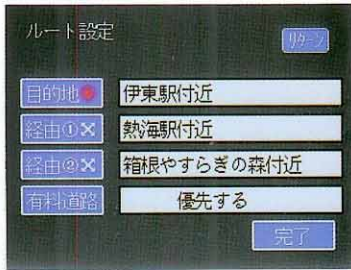 ルート設定
リターン
目的地
伊東駅付近
経由①×
熱海駅付近
経由②×
箱根やすらぎの森付近
有料道路
優先する
完了